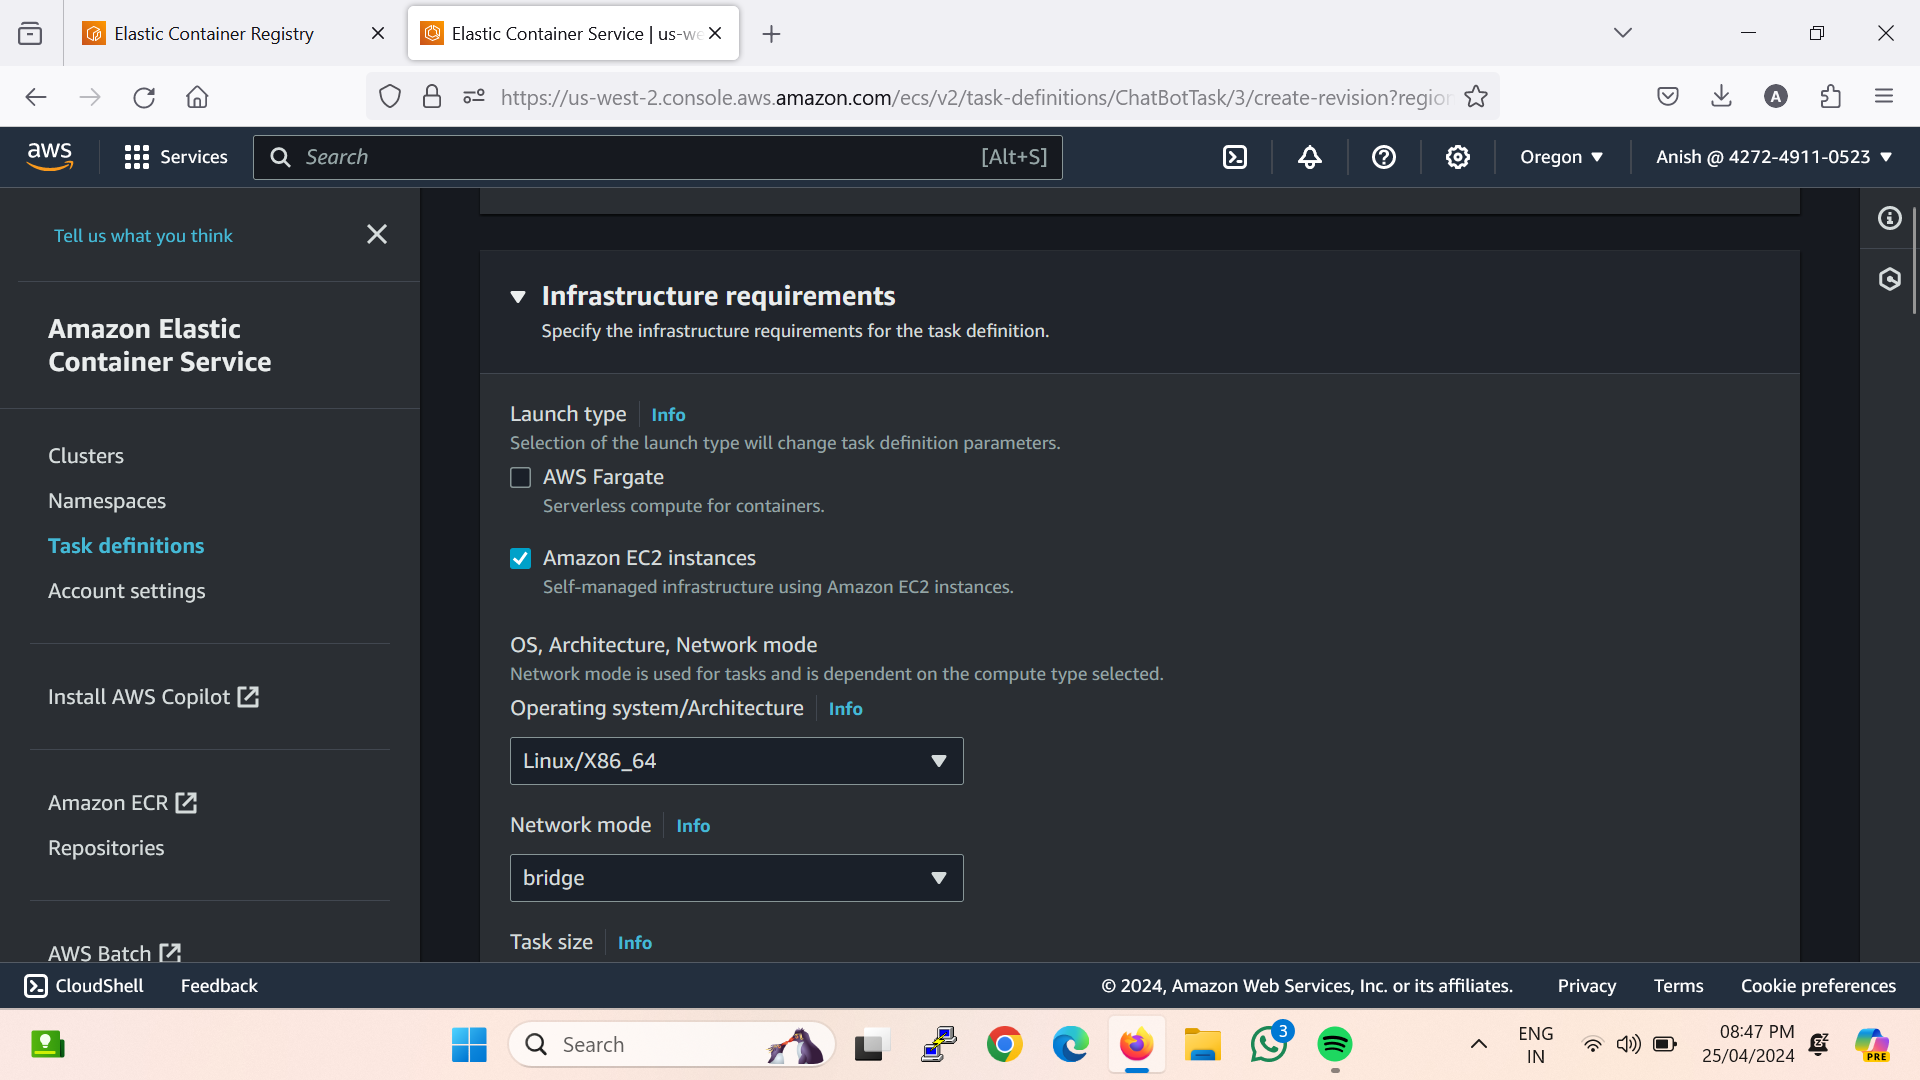 Elastic Container Registry
Elastic Container Service | us-we
https://us-west-2.console.aws.amazon.com/ecs/v2/task-definitions/ChatBotTask/3/create-revision?region
A
aws
Services
Search
[Alt+S]
Oregon
Anish @ 4272-4911-0523
Tell us what you think
Amazon Elastic
Container Service
Clusters
Namespaces
Task definitions
Account settings
Install AWS Copilot
Amazon ECR
Repositories
AWS Batch
Infrastructure requirements
Specify the infrastructure requirements for the task definition.
Launch type Info
Selection of the launch type will change task definition parameters.
AWS Fargate
Serverless compute for containers.
Amazon EC2 instances
Self-managed infrastructure using Amazon EC2 instances.
OS, Architecture, Network mode
Network mode is used for tasks and is dependent on the compute type selected.
Operating system/Architecture Info
Linux/X86_64
Network mode Info
bridge
Task size Info
CloudShell
Feedback
© 2024, Amazon Web Services, Inc. or its affiliates.
Privacy
Terms
Cookie preferences
Search
3
ENG
IN
08:47 PM
25/04/2024
PRE